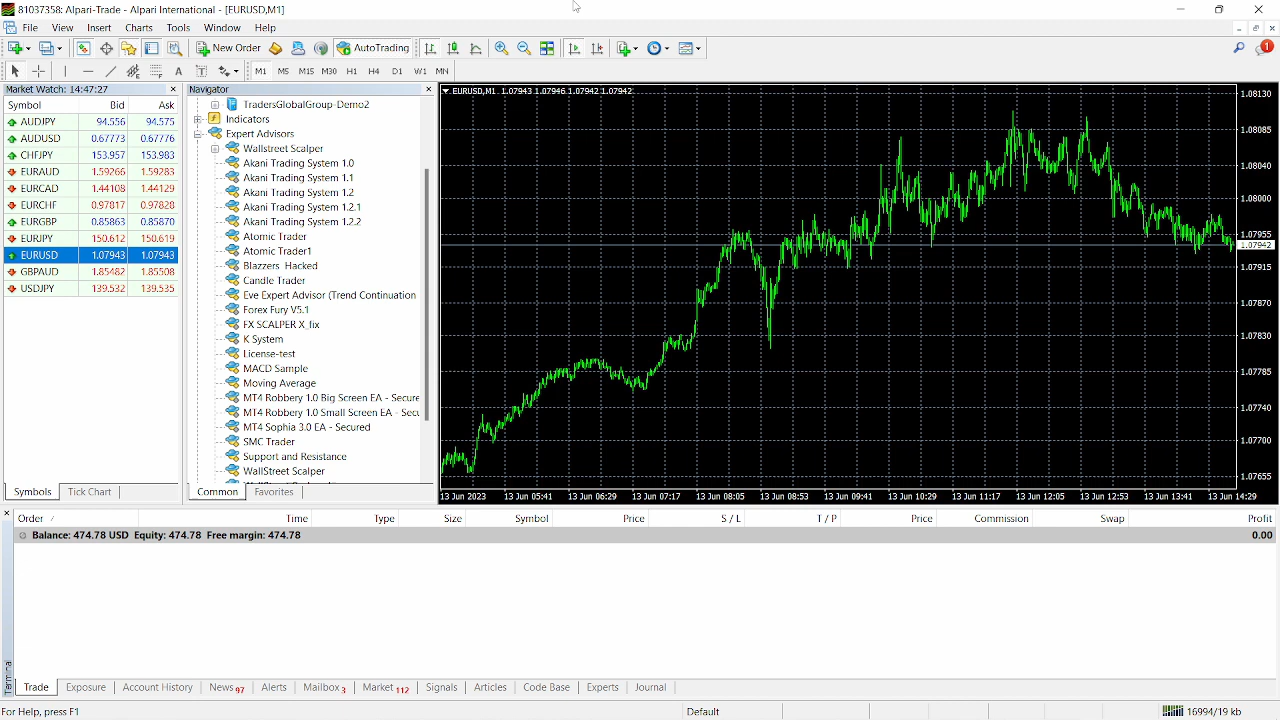 81037358: Alpari-Trade - Alpari International - [EURUSD,M1]
File View Insert Charts Tools Window Help
New Order AutoTrading
1
A T M1 M5 M15 M30 H1 H4 D1 W1 MN
Market Watch: 14:47:27
Symbol Bid Ask
AUDJPY 94.556 94.575
AUDUSD 0.67773 0.67776
CHFJPY 153.957 153.983
EURAUD 1.59266 1.59283
EURCAD 1.44108 1.44129
EURCHF 0.97817 0.97828
EURGBP 0.85863 0.85870
EURJPY 150.612 150.619
EURUSD 1.07943 1.07943
GBPAUD 1.85461 1.85508
USDJPY 139.532 139.535
Symbols Tick Chart
Navigator
TradersGlobalGroup-Demo2
Indicators
Expert Advisors
Wallstreet Scalper
Akani Trading System 1.0
Akani Trading System 1.1
Akani Trading System 1.2
Akani Trading System 1.2.1
Akani Trading System 1.2.2
Atomic Trader
Atomic Trader1
Blazzers Hacked
Candle Trader
Eve Expert Advisor (Trend Continuation
Forex Fury V5.1
FX SCALPER X_fix
K System
License-test
MACD Sample
Moving Average
MT4 Robbery 1.0 Big Screen EA - Secure
MT4 Robbery 1.0 Small Screen EA - Secu
MT4 Sophia 3.0 EA - Secured
SMC Trader
Support and Resistance
WallStreet Scalper
Common Favorites
EURUSD,M1 1.07943 1.07946 1.07942 1.07942
1.08130
1.08085
1.08040
1.08000
1.07955
1.07942
1.07915
1.07870
1.07830
1.07785
1.07740
1.07700
1.07655
13 Jun 2023 13 Jun 05:41 13 Jun 06:29 13 Jun 07:17 13 Jun 08:05 13 Jun 08:53 13 Jun 09:41 13 Jun 10:29 13 Jun 11:17 13 Jun 12:05 13 Jun 12:53 13 Jun 13:41 13 Jun 14:29
Order / Time Type Size Symbol Price S / L T / P Price Commission Swap Profit
Balance: 474.78 USD Equity: 474.78 Free margin: 474.78 0.00
Terminal
Trade Exposure Account History News 97 Alerts Mailbox 3 Market 112 Signals Articles Code Base Experts Journal
For Help, press F1 Default 16994/19 kb